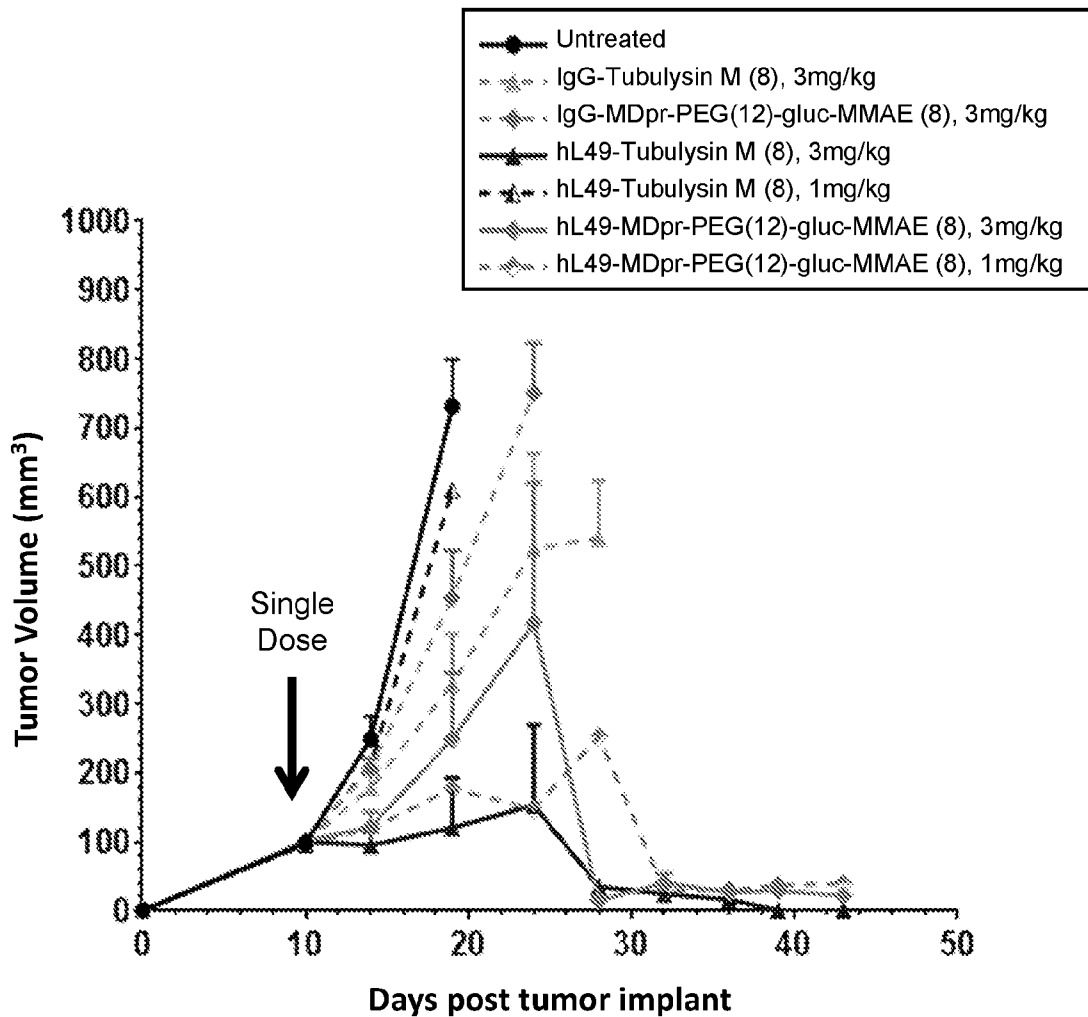 Untreated
IgG-Tubulysin M (8), 3mg/kg
IgG-MDpr-PEG(12)-gluc-MMAE (8), 3mg/kg
hL49-Tubulysin M (8), 3mg/kg
hL49-Tubulysin M (8), 1mg/kg
hL49-MDpr-PEG(12)-gluc-MMAE (8), 3mg/kg
hL49-MDpr-PEG(12)-gluc-MMAE (8), 1mg/kg
1000
900
800
700
600
500
400
300
200
100
0
Tumor Volume (mm³)
Single
Dose
0 10 20 30 40 50
Days post tumor implant